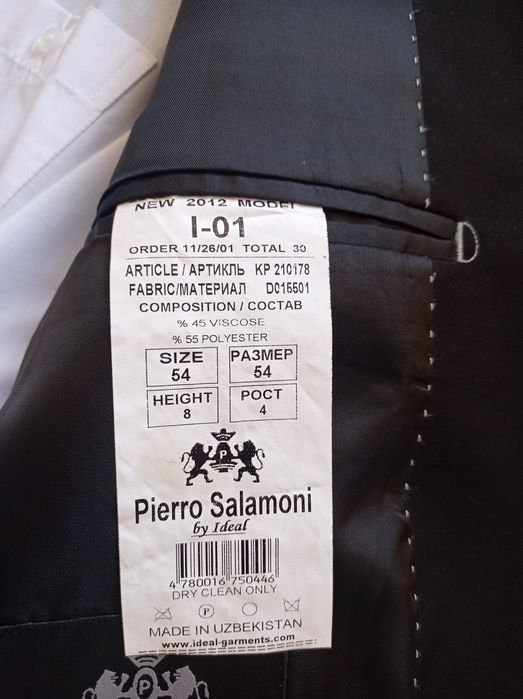 NEW 2012 MODEL
I-01
ORDER 11/26/01 TOTAL 30
ARTICLE / АРТИКЛЬ KP 210178
FABRIC/МАТЕРИАЛ DC15501
COMPOSITION / СОСТАВ
% 45 VISCOSE
% 55 POLYESTER
SIZE РАЗМЕР
54 54
HEIGHT РОСТ
8 4
P
Pierro Salamoni
by Ideal
4 780016 750446
DRY CLEAN ONLY
P
MADE IN UZBEKISTAN
www.ideal-garments.com
P